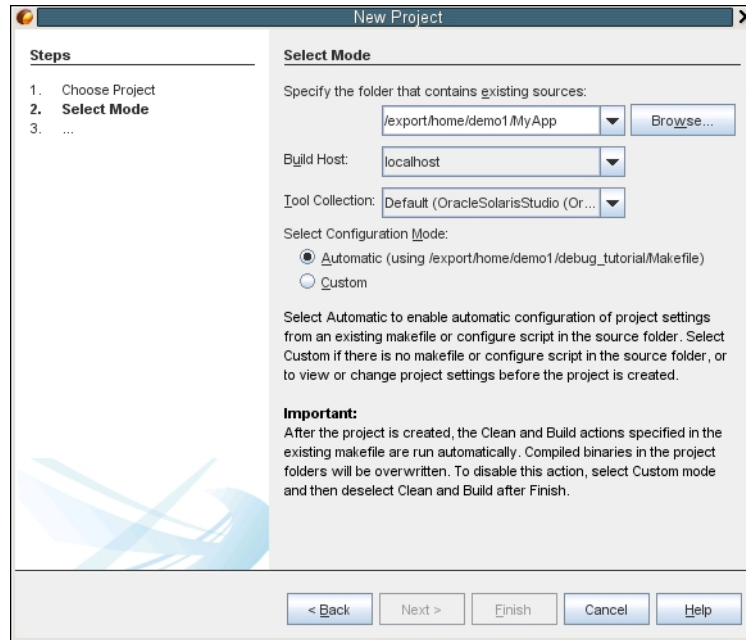 New Project
Steps
1. Choose Project
2. Select Mode
3. ...
Select Mode
Specify the folder that contains existing sources:
/export/home/demo1/MyApp
Browse...
Build Host:
localhost
Tool Collection:
Default (OracleSolarisStudio (Or...
Select Configuration Mode:
Automatic (using /export/home/demo1/debug_tutorial/Makefile)
Custom
Select Automatic to enable automatic configuration of project settings
from an existing makefile or configure script in the source folder. Select
Custom if there is no makefile or configure script in the source folder, or
to view or change project settings before the project is created.
Important:
After the project is created, the Clean and Build actions specified in the
existing makefile are run automatically. Compiled binaries in the project
folders will be overwritten. To disable this action, select Custom mode
and then deselect Clean and Build after Finish.
< Back
Next >
Finish
Cancel
Help